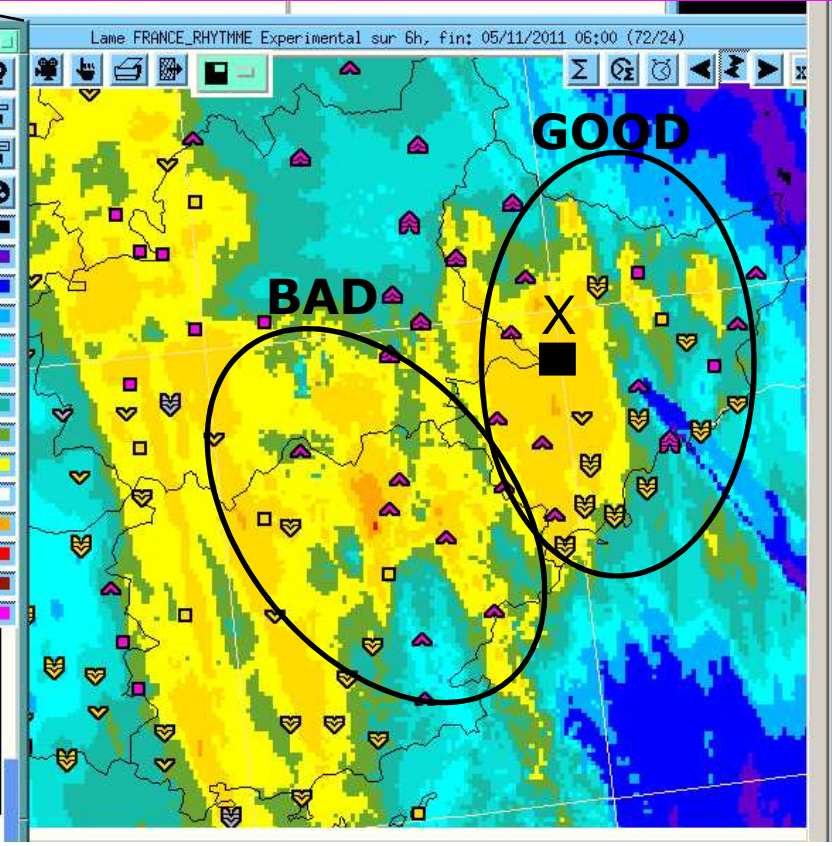 Lame FRANCE_RHYTMME Experimental sur 6h, fin: 05/11/2011 06:00 (72/24)
GOOD
BAD
X